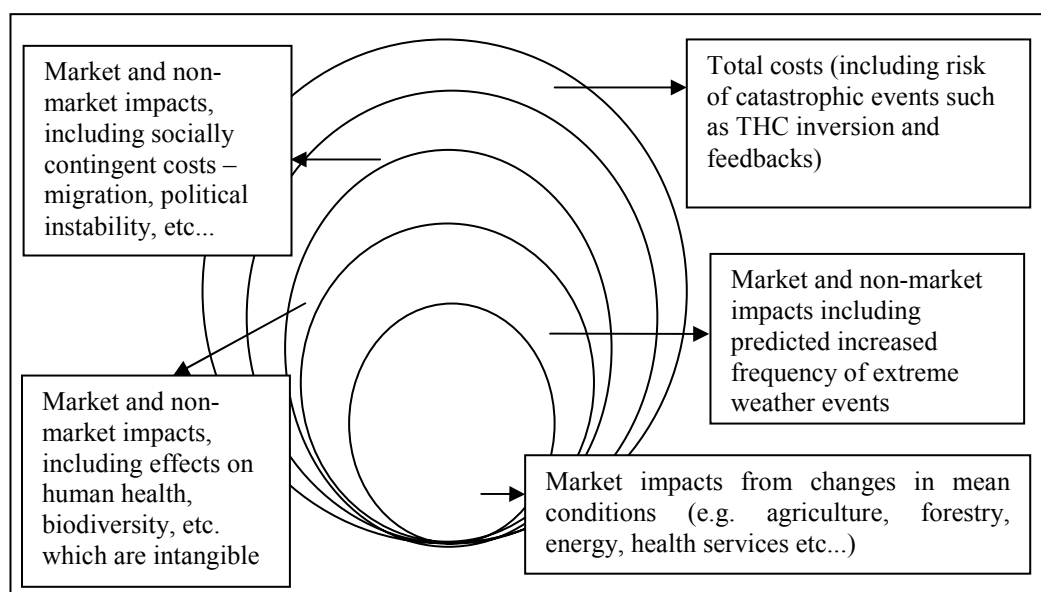 Market and non-
market impacts,
including socially
contingent costs –
migration, political
instability, etc...
Total costs (including risk
of catastrophic events such
as THC inversion and
feedbacks)
Market and non-market
impacts including
predicted increased
frequency of extreme
weather events
Market and non-
market impacts,
including effects on
human health,
biodiversity, etc.
which are intangible
Market impacts from changes in mean
conditions (e.g. agriculture, forestry,
energy, health services etc...)